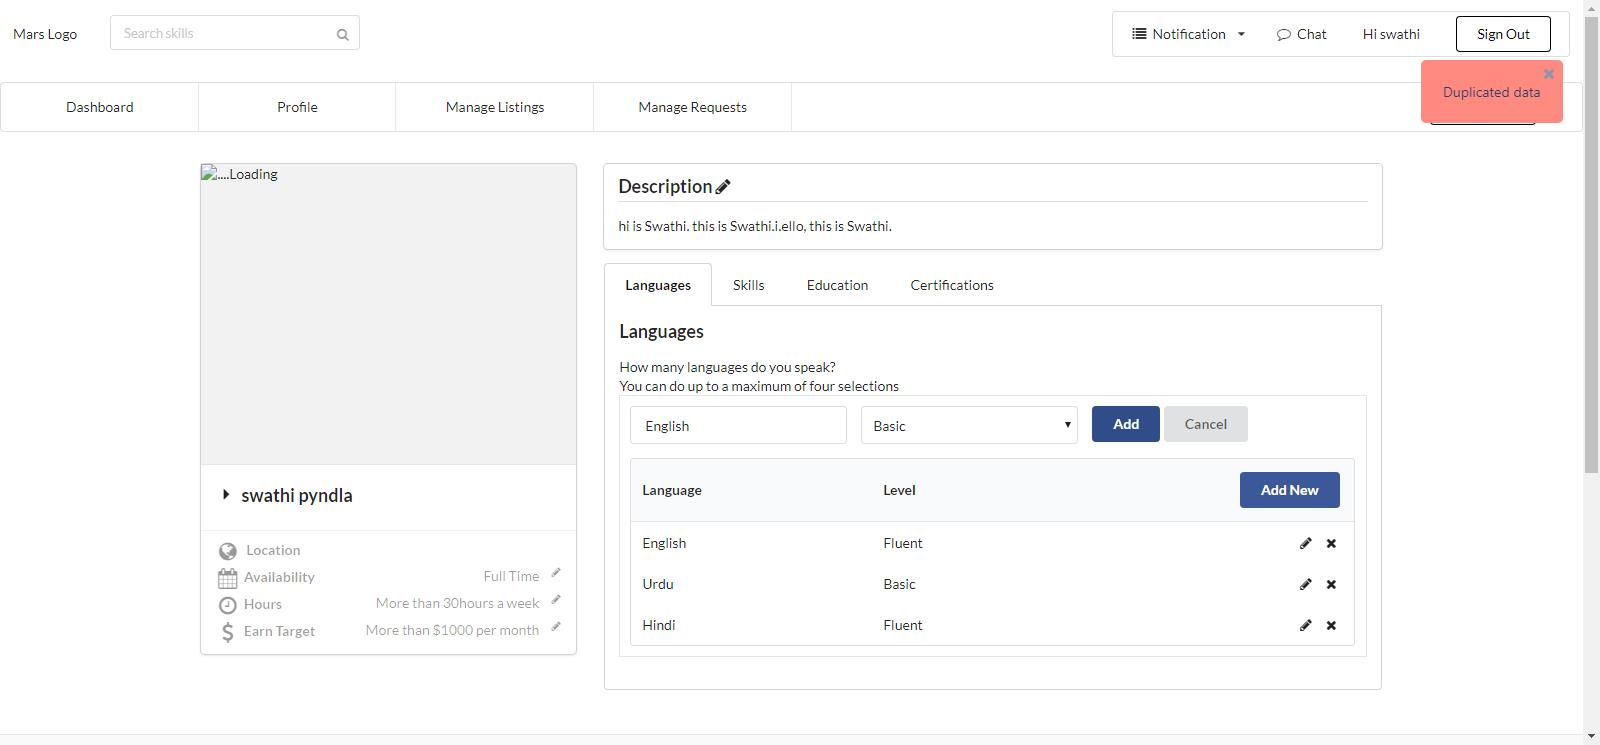 Mars Logo
Search skills
Notification
Chat
Hi swathi
Sign Out
Duplicated data
Dashboard
Profile
Manage Listings
Manage Requests
....Loading
swathi pyndla
Location
Availability Full Time
Hours More than 30hours a week
Earn Target More than $1000 per month
Description
hi is Swathi. this is Swathi.i.ello, this is Swathi.
Languages Skills Education Certifications
Languages
How many languages do you speak?
You can do up to a maximum of four selections
English Basic Add Cancel
Language Level Add New
English Fluent
Urdu Basic
Hindi Fluent